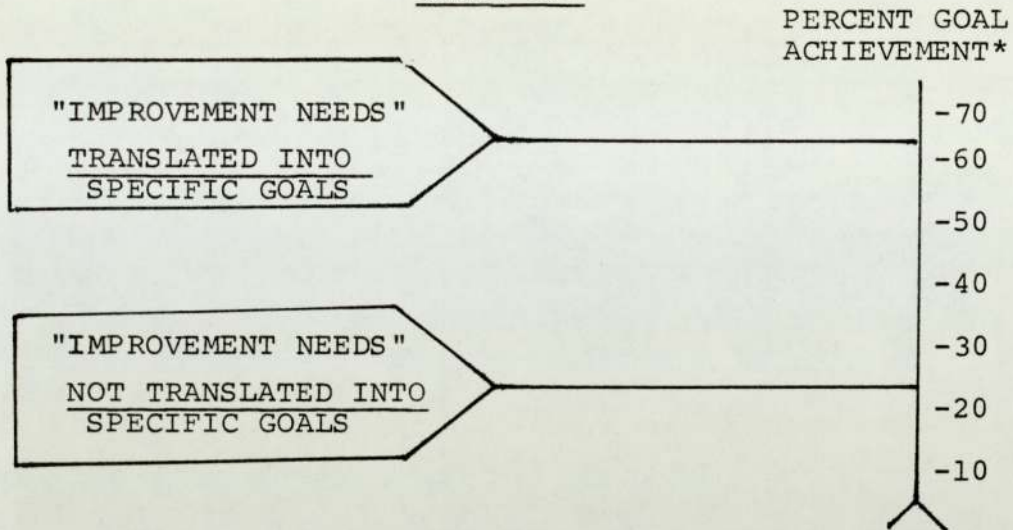 PERCENT GOAL
ACHIEVEMENT*
"IMPROVEMENT NEEDS"
TRANSLATED INTO
SPECIFIC GOALS
-70
-60
-50
-40
"IMPROVEMENT NEEDS"
NOT TRANSLATED INTO
SPECIFIC GOALS
-30
-20
-10